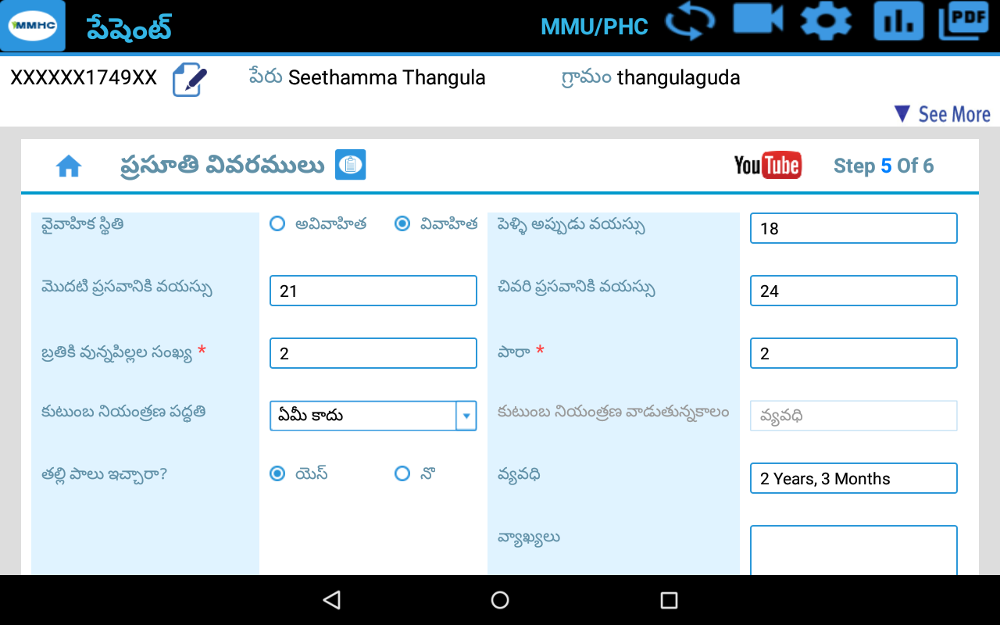 MMHC పేషెంట్ MMU/PHC PDF
XXXXXX1749XX పేరు Seethamma Thangula గ్రామం thangulaguda
▼ See More
ప్రసూతి వివరములు YouTube Step 5 Of 6
వైవాహిక స్థితి అవివాహిత వివాహిత పెళ్ళి అప్పుడు వయస్సు 18
మొదటి ప్రసవానికి వయస్సు 21 చివరి ప్రసవానికి వయస్సు 24
బ్రతికి వున్నపిల్లల సంఖ్య * 2 పారా * 2
కుటుంబ నియంత్రణ పద్ధతి ఏమీ కాదు కుటుంబ నియంత్రణ వాడుతున్నకాలం వ్యవధి
తల్లి పాలు ఇచ్చారా? యెస్ నొ వ్యవధి 2 Years, 3 Months
వ్యాఖ్యలు